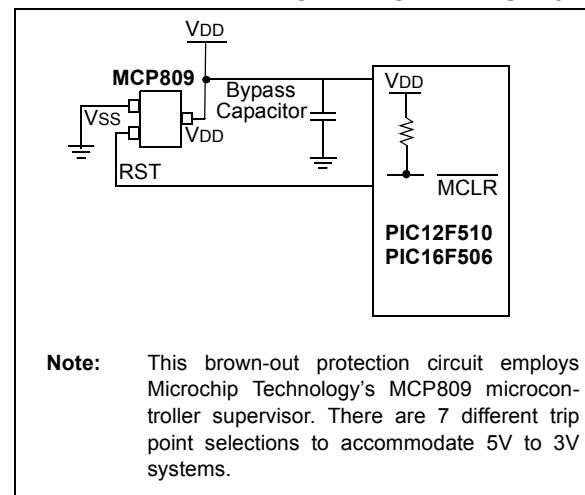 VDD
MCP809
Bypass
Capacitor
VDD
VSS
VDD
RST
MCLR
PIC12F510
PIC16F506
Note: This brown-out protection circuit employs
Microchip Technology's MCP809 microcon-
troller supervisor. There are 7 different trip
point selections to accommodate 5V to 3V
systems.